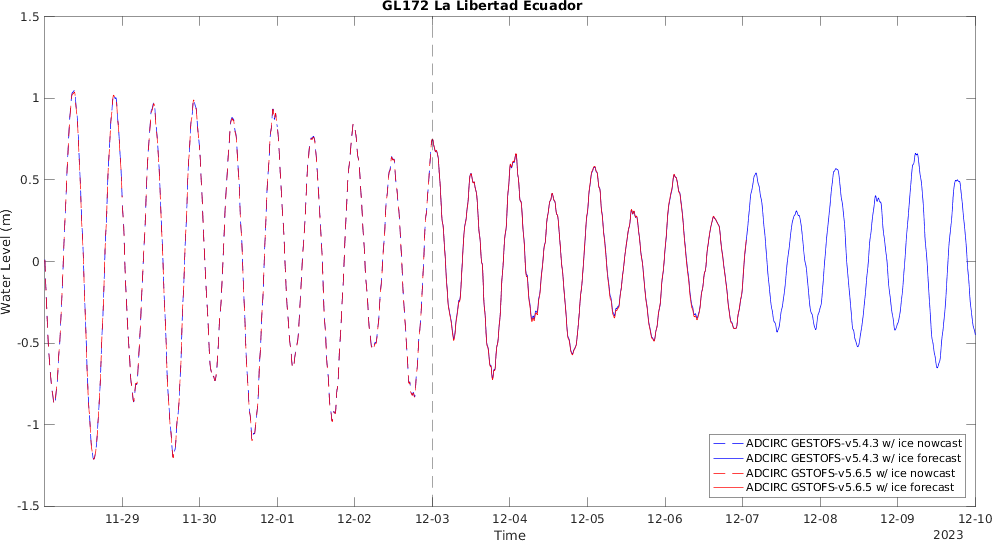 GL172 La Libertad Ecuador
1.5
1
0.5
0
-0.5
-1
-1.5
Water Level (m)
11-29 11-30 12-01 12-02 12-03 12-04 12-05 12-06 12-07 12-08 12-09 12-10
Time
2023
ADCIRC GESTOFS-v5.4.3 w/ ice nowcast
ADCIRC GESTOFS-v5.4.3 w/ ice forecast
ADCIRC GSTOFS-v5.6.5 w/ ice nowcast
ADCIRC GSTOFS-v5.6.5 w/ ice forecast